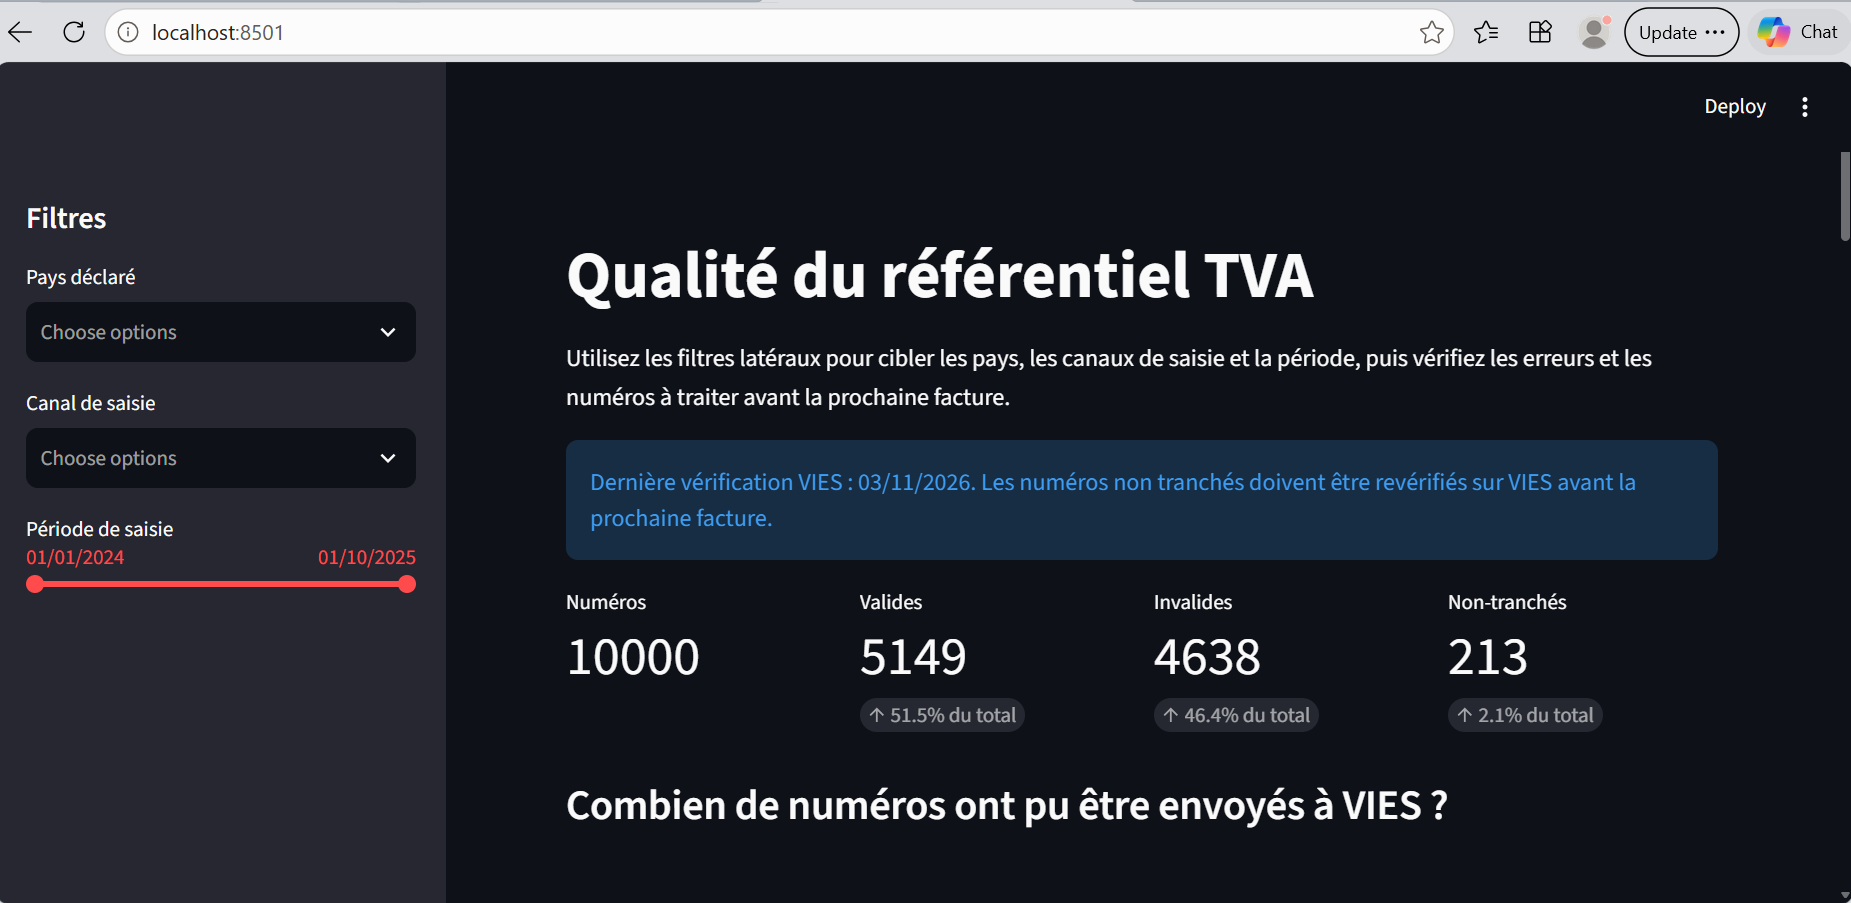 localhost:8501
Update
Chat
Deploy
Filtres
Pays déclaré
Choose options
Canal de saisie
Choose options
Période de saisie
01/01/2024 01/10/2025
Qualité du référentiel TVA
Utilisez les filtres latéraux pour cibler les pays, les canaux de saisie et la période, puis vérifiez les erreurs et les
numéros à traiter avant la prochaine facture.
Dernière vérification VIES : 03/11/2026. Les numéros non tranchés doivent être revérifiés sur VIES avant la
prochaine facture.
Numéros Valides Invalides Non-tranchés
10000 5149 4638 213
↑ 51.5% du total ↑ 46.4% du total ↑ 2.1% du total
Combien de numéros ont pu être envoyés à VIES ?